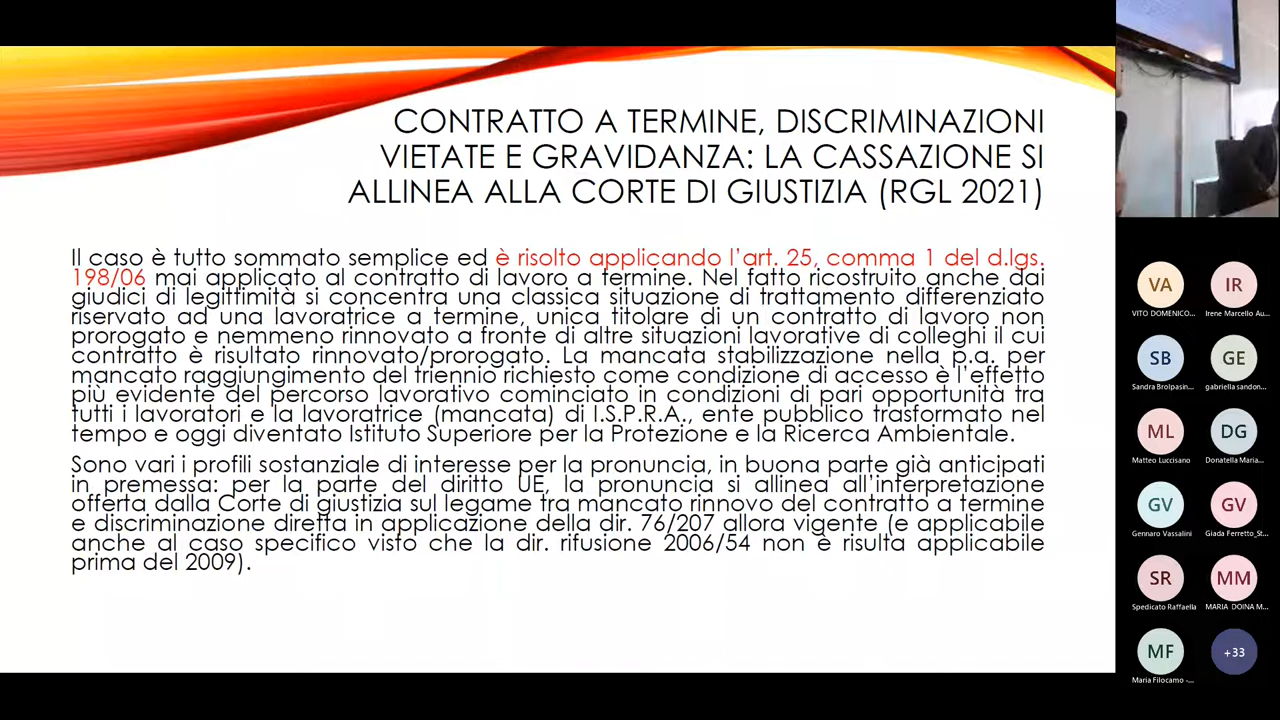 CONTRATTO A TERMINE, DISCRIMINAZIONI
VIETATE E GRAVIDANZA: LA CASSAZIONE SI
ALLINEA ALLA CORTE DI GIUSTIZIA (RGL 2021)
Il caso è tutto sommato semplice ed è risolto applicando l'art. 25, comma 1 del d.lgs.
198/06 mai applicato al contratto di lavoro a termine. Nel fatto ricostruito anche dai
giudici di legittimità si concentra una classica situazione di trattamento differenziato
riservato ad una lavoratrice a termine, unica titolare di un contratto di lavoro non
prorogato e nemmeno rinnovato a fronte di altre situazioni lavorative di colleghi il cui
contratto è risultato rinnovato/prorogato. La mancata stabilizzazione nella p.a. per
mancato raggiungimento del triennio richiesto come condizione di accesso è l'effetto
più evidente del percorso lavorativo cominciato in condizioni di pari opportunità tra
tutti i lavoratori e la lavoratrice (mancata) di I.S.P.R.A., ente pubblico trasformato nel
tempo e oggi diventato Istituto Superiore per la Protezione e la Ricerca Ambientale.
Sono vari i profili sostanziale di interesse per la pronuncia, in buona parte già anticipati
in premessa: per la parte del diritto UE, la pronuncia si allinea all'interpretazione
offerta dalla Corte di giustizia sul legame tra mancato rinnovo del contratto a termine
e discriminazione diretta in applicazione della dir. 76/207 allora vigente (e applicabile
anche al caso specifico visto che la dir. rifusione 2006/54 non è risulta applicabile
prima del 2009).
VA IR
VITO DOMENICO... Irene Marcello Au...
SB GE
Sandra Brolpasin... gabriella sandon...
ML DG
Matteo Luccisano Donatella Maria...
GV GV
Gennaro Vassalini Giada Ferretto_St...
SR MM
Spedicato Raffaella MARIA DOINA M...
MF +33
Maria Filocamo -...